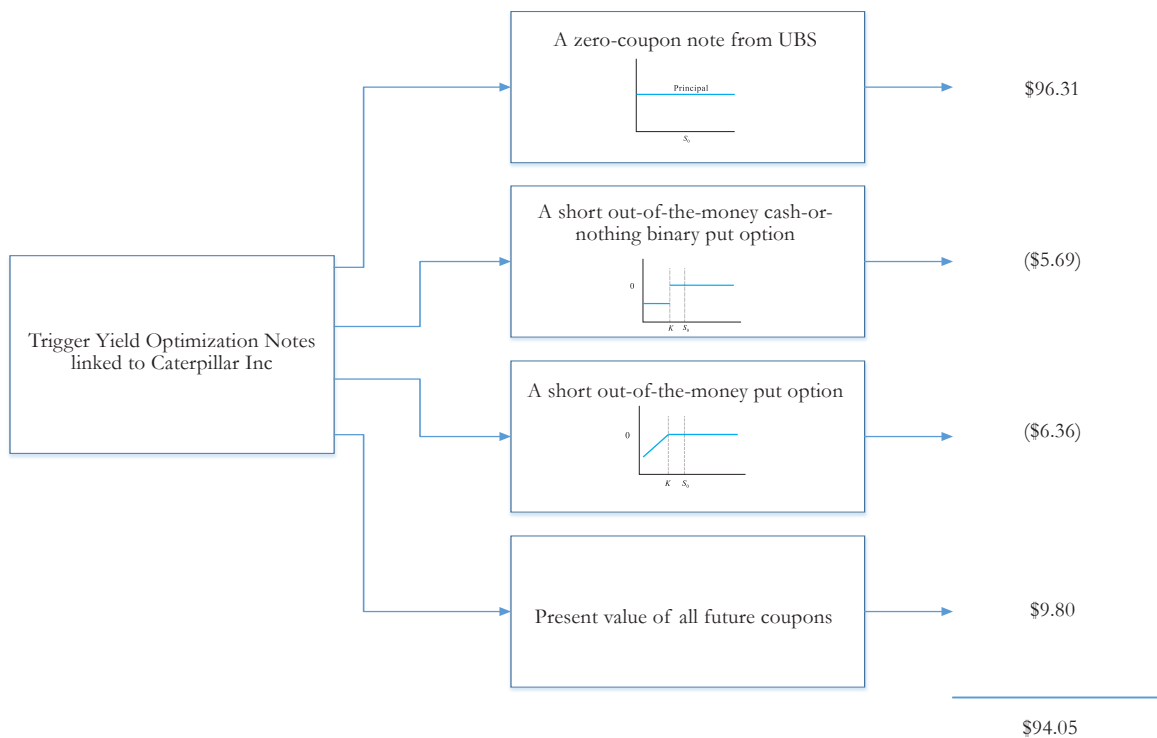 A zero-coupon note from UBS
Principal
S0
$96.31
A short out-of-the-money cash-or-
nothing binary put option
0
K S0
($5.69)
Trigger Yield Optimization Notes
linked to Caterpillar Inc
A short out-of-the-money put option
0
K S0
($6.36)
Present value of all future coupons
$9.80
$94.05